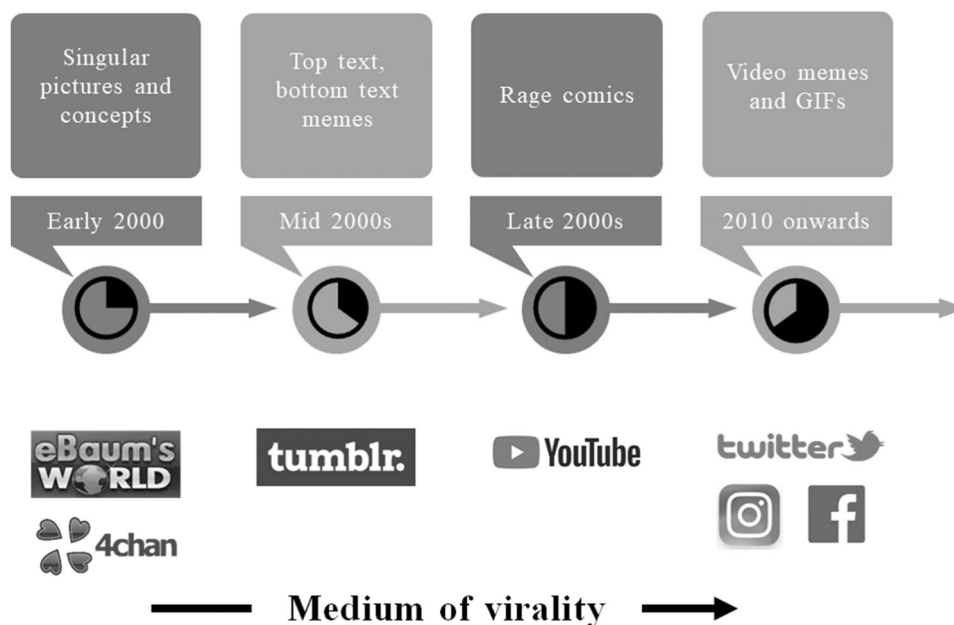 Singular
pictures and
concepts
Top text,
bottom text
memes
Rage comics
Video memes
and GIFs
Early 2000
Mid 2000s
Late 2000s
2010 onwards
eBaum's
WORLD
4chan
tumblr.
YouTube
twitter
f
Medium of virality